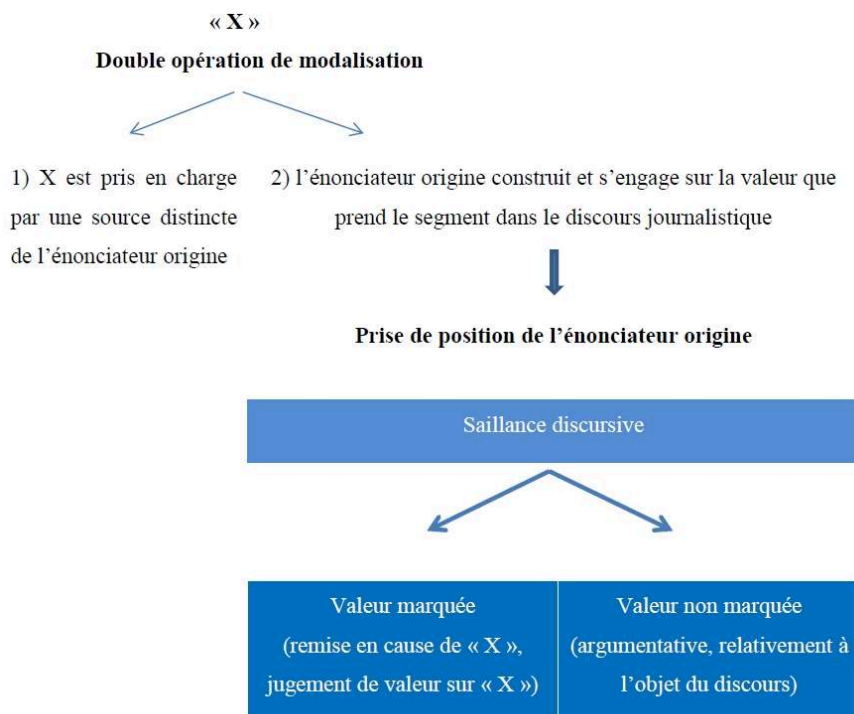 « X »
Double opération de modalisation
1) X est pris en charge
par une source distincte
de l’énonciateur origine
2) l’énonciateur origine construit et s’engage sur la valeur que
prend le segment dans le discours journalistique
Prise de position de l’énonciateur origine
Saillance discursive
Valeur marquée
(remise en cause de « X »,
jugement de valeur sur « X »)
Valeur non marquée
(argumentative, relativement à
l’objet du discours)